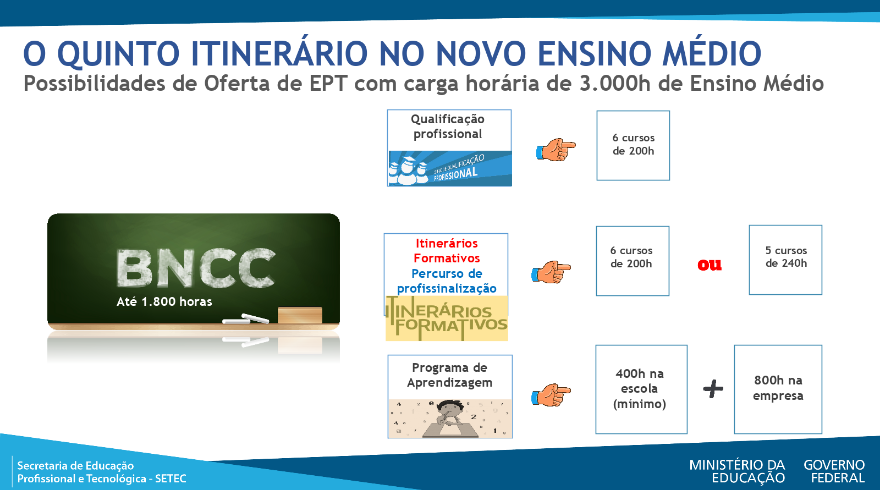 O QUINTO ITINERÁRIO NO NOVO ENSINO MÉDIO
Possibilidades de Oferta de EPT com carga horária de 3.000h de Ensino Médio
Qualificação
profissional
PROFISSIONAL
6 cursos
de 200h
BNCC
Até 1.800 horas
Itinerários
Formativos
Percurso de
profissinalização
ITINERÁRIOS
FORMATIVOS
6 cursos
de 200h
ou
5 cursos
de 240h
Programa de
Aprendizagem
400h na
escola
(mínimo)
+
800h na
empresa
Secretaria de Educação
Profissional e Tecnológica - SETEC
MINISTÉRIO DA
EDUCAÇÃO
GOVERNO
FEDERAL